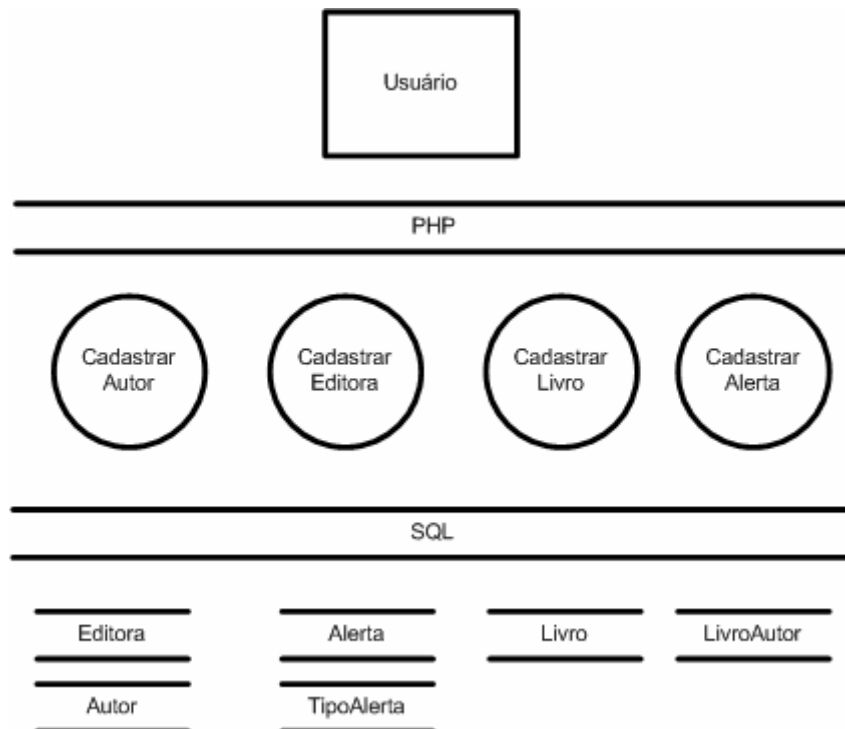 Usuário
PHP
Cadastrar
Autor
Cadastrar
Editora
Cadastrar
Livro
Cadastrar
Alerta
SQL
Editora
Alerta
Livro
LivroAutor
Autor
TipoAlerta